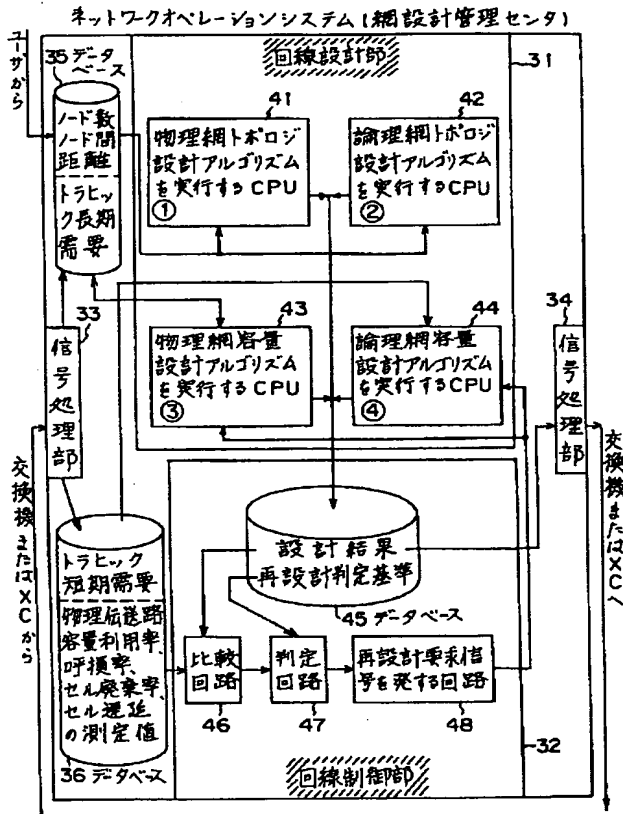 ネットワークオペレーションシステム(網設計管理センタ)
ユーザから
35 データベース
ノード数
ノード間
距離
トラヒッ
ク長期
需要
回線設計部
31
41
物理網トポロジ
設計アルゴリズム
を実行するCPU
①
42
論理網トポロジ
設計アルゴリズム
を実行するCPU
②
33
信号処理部
43
物理網容量
設計アルゴリズム
を実行するCPU
③
44
論理網容量
設計アルゴリズム
を実行するCPU
④
34
信号処理部
交換機またはXCから
交換機またはXCへ
トラヒック
短期需要
物理伝送路
容量利用率、
呼損率、
セル廃棄率、
セル遅延
の測定値
36 データベース
設計結果
再設計判定基準
45 データベース
比較
回路
46
判定
回路
47
再設計要求信
号を発する回路
48
32
回線制御部